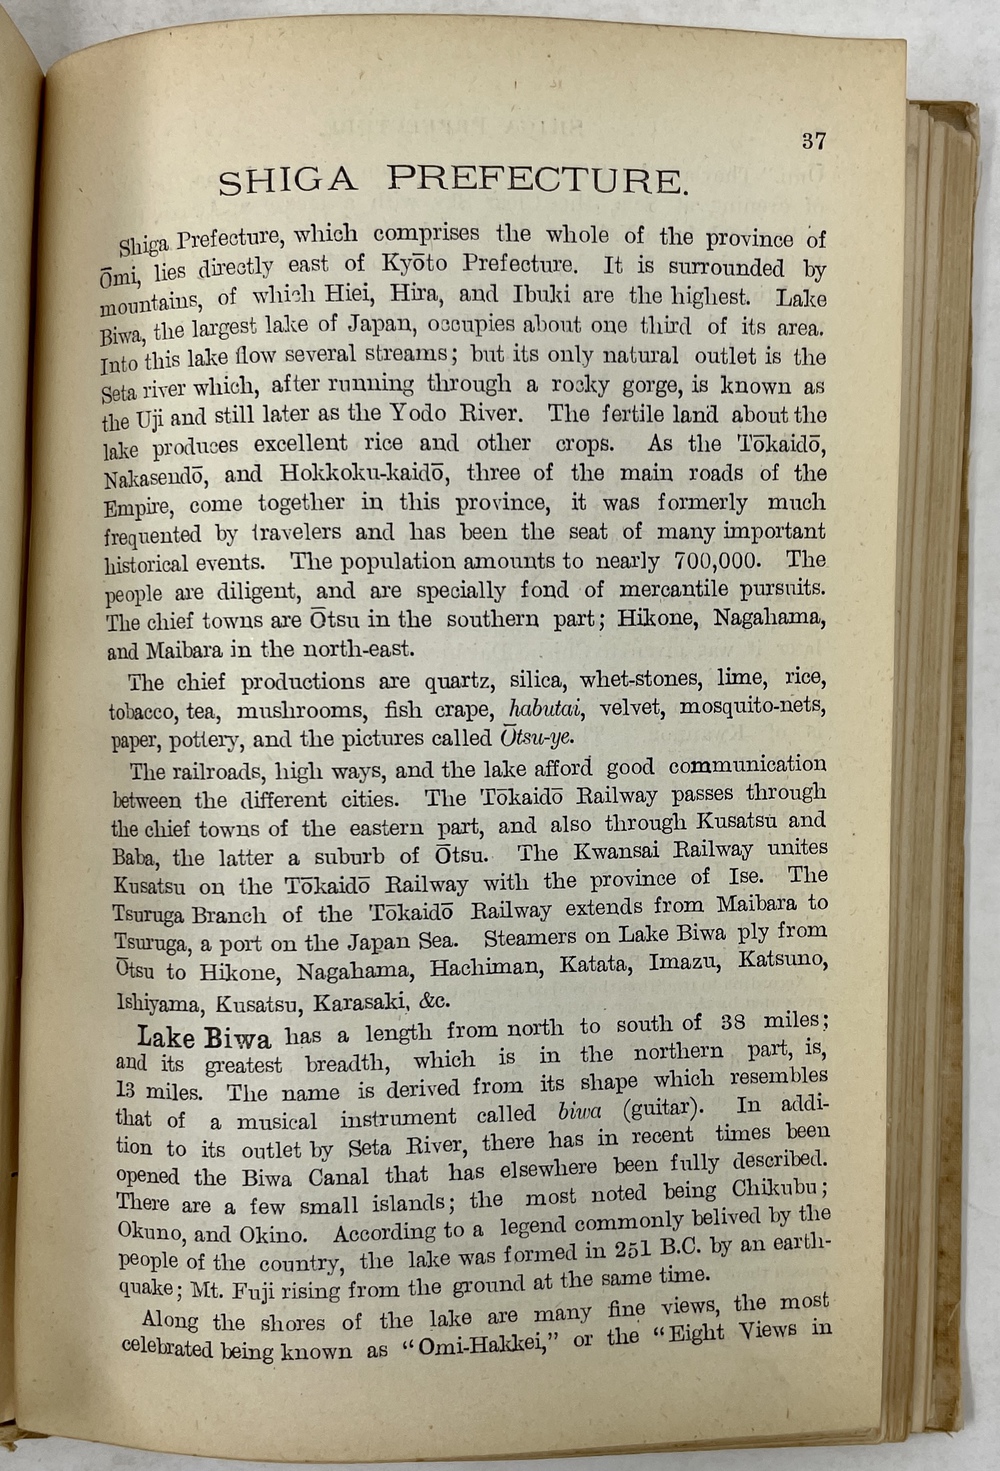 37
SHIGA PREFECTURE.
Shiga Prefecture, which comprises the whole of the province of
Ōmi, lies directly east of Kyōto Prefecture. It is surrounded by
mountains, of which Hiei, Hira, and Ibuki are the highest. Lake
Biwa, the largest lake of Japan, occupies about one third of its area.
Into this lake flow several streams; but its only natural outlet is the
Seta river which, after running through a rocky gorge, is known as
the Uji and still later as the Yodo River. The fertile land about the
lake produces excellent rice and other crops. As the Tōkaidō,
Nakasendō, and Hokkoku-kaidō, three of the main roads of the
Empire, come together in this province, it was formerly much
frequented by travelers and has been the seat of many important
historical events. The population amounts to nearly 700,000. The
people are diligent, and are specially fond of mercantile pursuits.
The chief towns are Ōtsu in the southern part; Hikone, Nagahama,
and Maibara in the north-east.
The chief productions are quartz, silica, whet-stones, lime, rice,
tobacco, tea, mushrooms, fish crape, habutai, velvet, mosquito-nets,
paper, pottery, and the pictures called Ōtsu-ye.
The railroads, high ways, and the lake afford good communication
between the different cities. The Tōkaidō Railway passes through
the chief towns of the eastern part, and also through Kusatsu and
Baba, the latter a suburb of Ōtsu. The Kwansai Railway unites
Kusatsu on the Tōkaidō Railway with the province of Ise. The
Tsuruga Branch of the Tōkaidō Railway extends from Maibara to
Tsuruga, a port on the Japan Sea. Steamers on Lake Biwa ply from
Ōtsu to Hikone, Nagahama, Hachiman, Katata, Imazu, Katsuno,
Ishiyama, Kusatsu, Karasaki, &c.
Lake Biwa has a length from north to south of 38 miles;
and its greatest breadth, which is in the northern part, is,
13 miles. The name is derived from its shape which resembles
that of a musical instrument called biwa (guitar). In addi-
tion to its outlet by Seta River, there has in recent times been
opened the Biwa Canal that has elsewhere been fully described.
There are a few small islands; the most noted being Chikubu;
Okuno, and Okino. According to a legend commonly belived by the
people of the country, the lake was formed in 251 B.C. by an earth-
quake; Mt. Fuji rising from the ground at the same time.
Along the shores of the lake are many fine views, the most
celebrated being known as "Omi-Hakkei," or the "Eight Views in